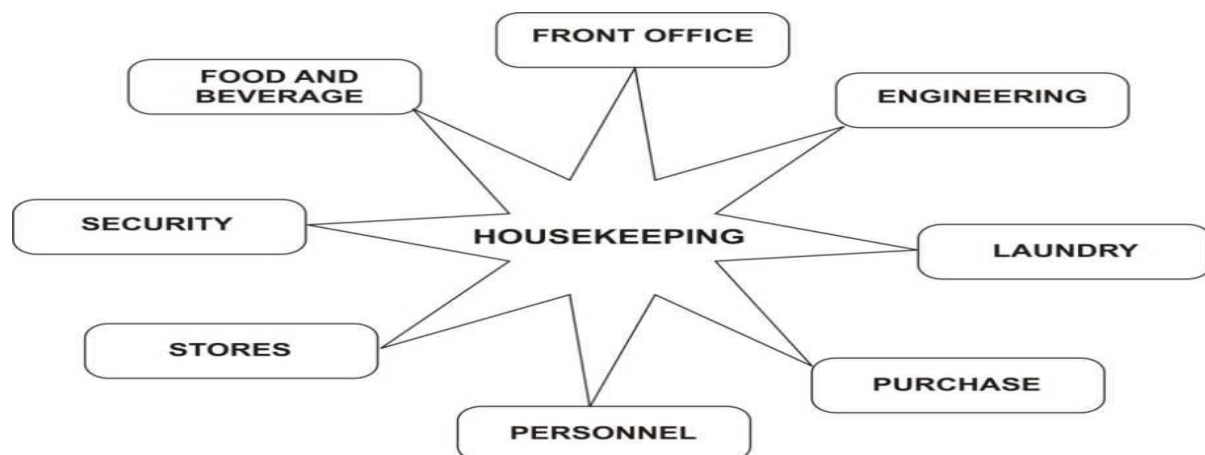 FRONT OFFICE
FOOD AND
BEVERAGE
ENGINEERING
SECURITY
HOUSEKEEPING
LAUNDRY
STORES
PURCHASE
PERSONNEL